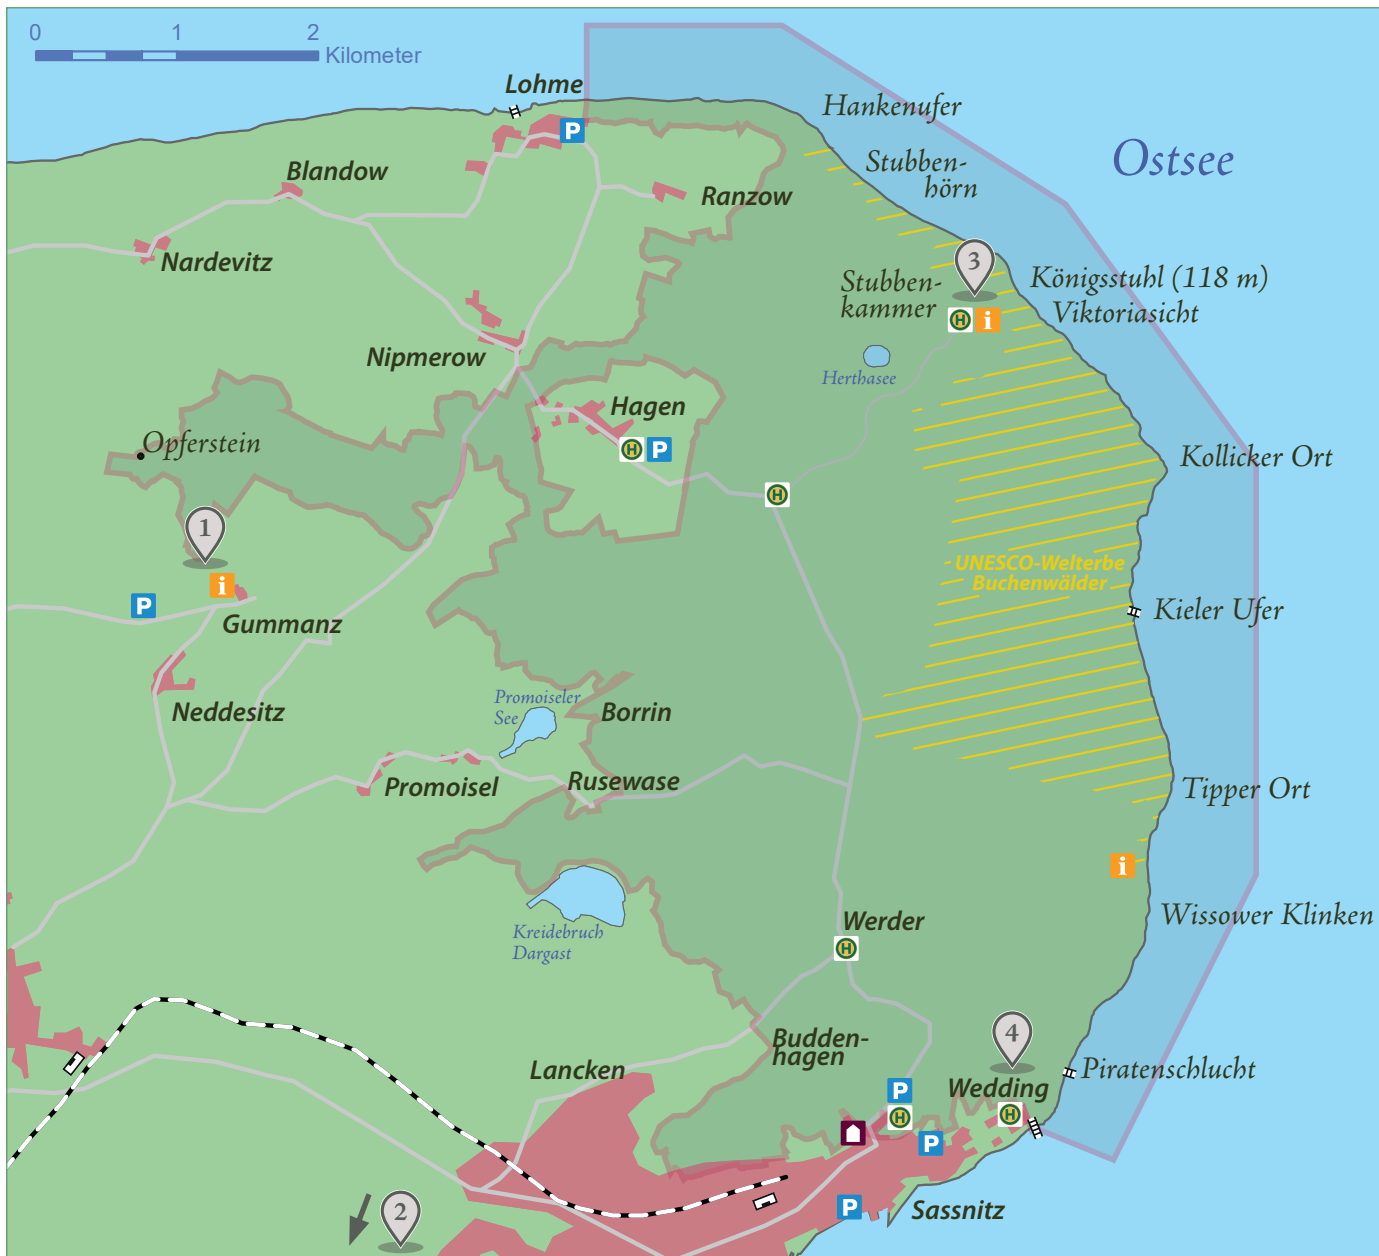 0 1 2
Kilometer
Lohme
P
Hankenufer
Ostsee
Blandow
Stubben-
hörn
Ranzow
Nardevitz
3
Stubben-
kammer
Königsstuhl (118 m)
Viktoriasicht
H i
Nipmerow
Herthasee
Hagen
H P
Opferstein
Kollicker Ort
H
1
UNESCO-Welterbe
Buchenwälder
i
P
Gummanz
Kieler Ufer
Neddesitz
Promoiseler
See
Borrin
Promoisel
Rusewase
Tipper Ort
i
Kreidebruch
Dargast
Werder
H
Wissower Klinken
4
Budden-
hagen
Lancken
Piratenschlucht
P
Wedding
H
H
P
2
P
Sassnitz